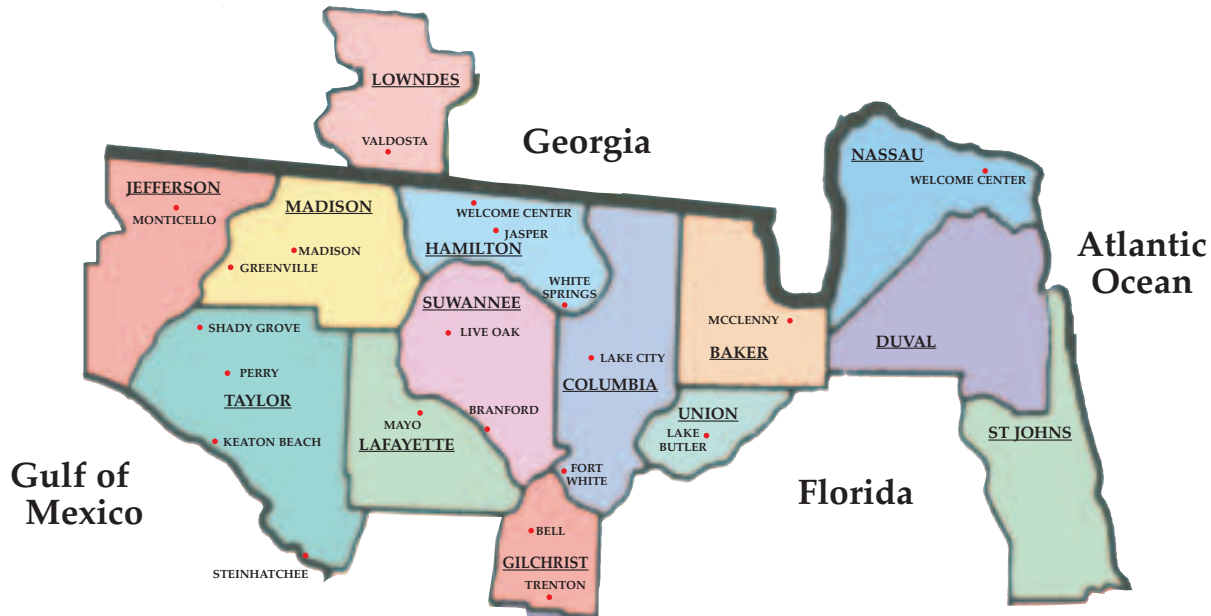 LOWNDES
VALDOSTA
Georgia
NASSAU
WELCOME CENTER
JEFFERSON
MONTICELLO
MADISON
MADISON
GREENVILLE
WELCOME CENTER
JASPER
HAMILTON
WHITE
SPRINGS
Atlantic
Ocean
SUWANNEE
LIVE OAK
SHADY GROVE
MCCLENNY
BAKER
DUVAL
LAKE CITY
COLUMBIA
PERRY
TAYLOR
KEATON BEACH
MAYO
LAFAYETTE
BRANFORD
UNION
LAKE
BUTLER
ST JOHNS
FORT
WHITE
Gulf of
Mexico
Florida
BELL
GILCHRIST
TRENTON
STEINHATCHEE